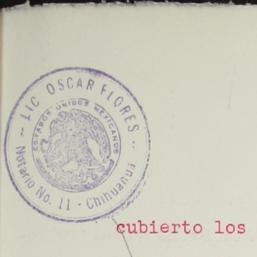 -- LIC OSCAR FLORES --
ESTADOS UNIDOS MEXICANOS
Notario No. 11 - Chihuahua
cubierto los